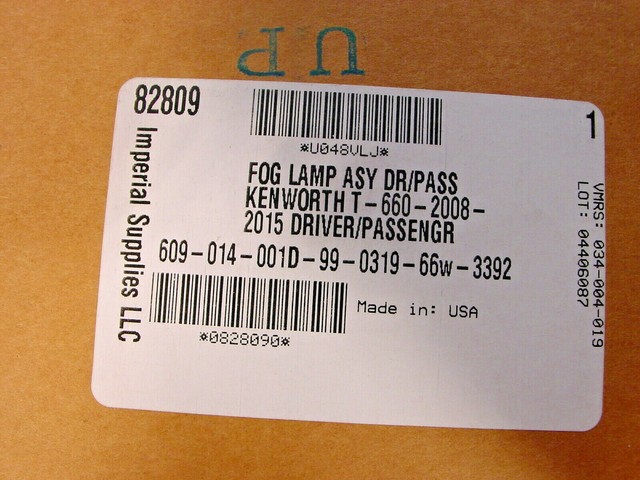 UP
82809
1
*U048VLJ*
FOG LAMP ASY DR/PASS
KENWORTH T-660-2008-
2015 DRIVER/PASSENGR
609-014-001D-99-0319-66w-3392
Made in: USA
*0828090*
Imperial Supplies LLC
VMRS: 034-004-019
LOT: 04406087